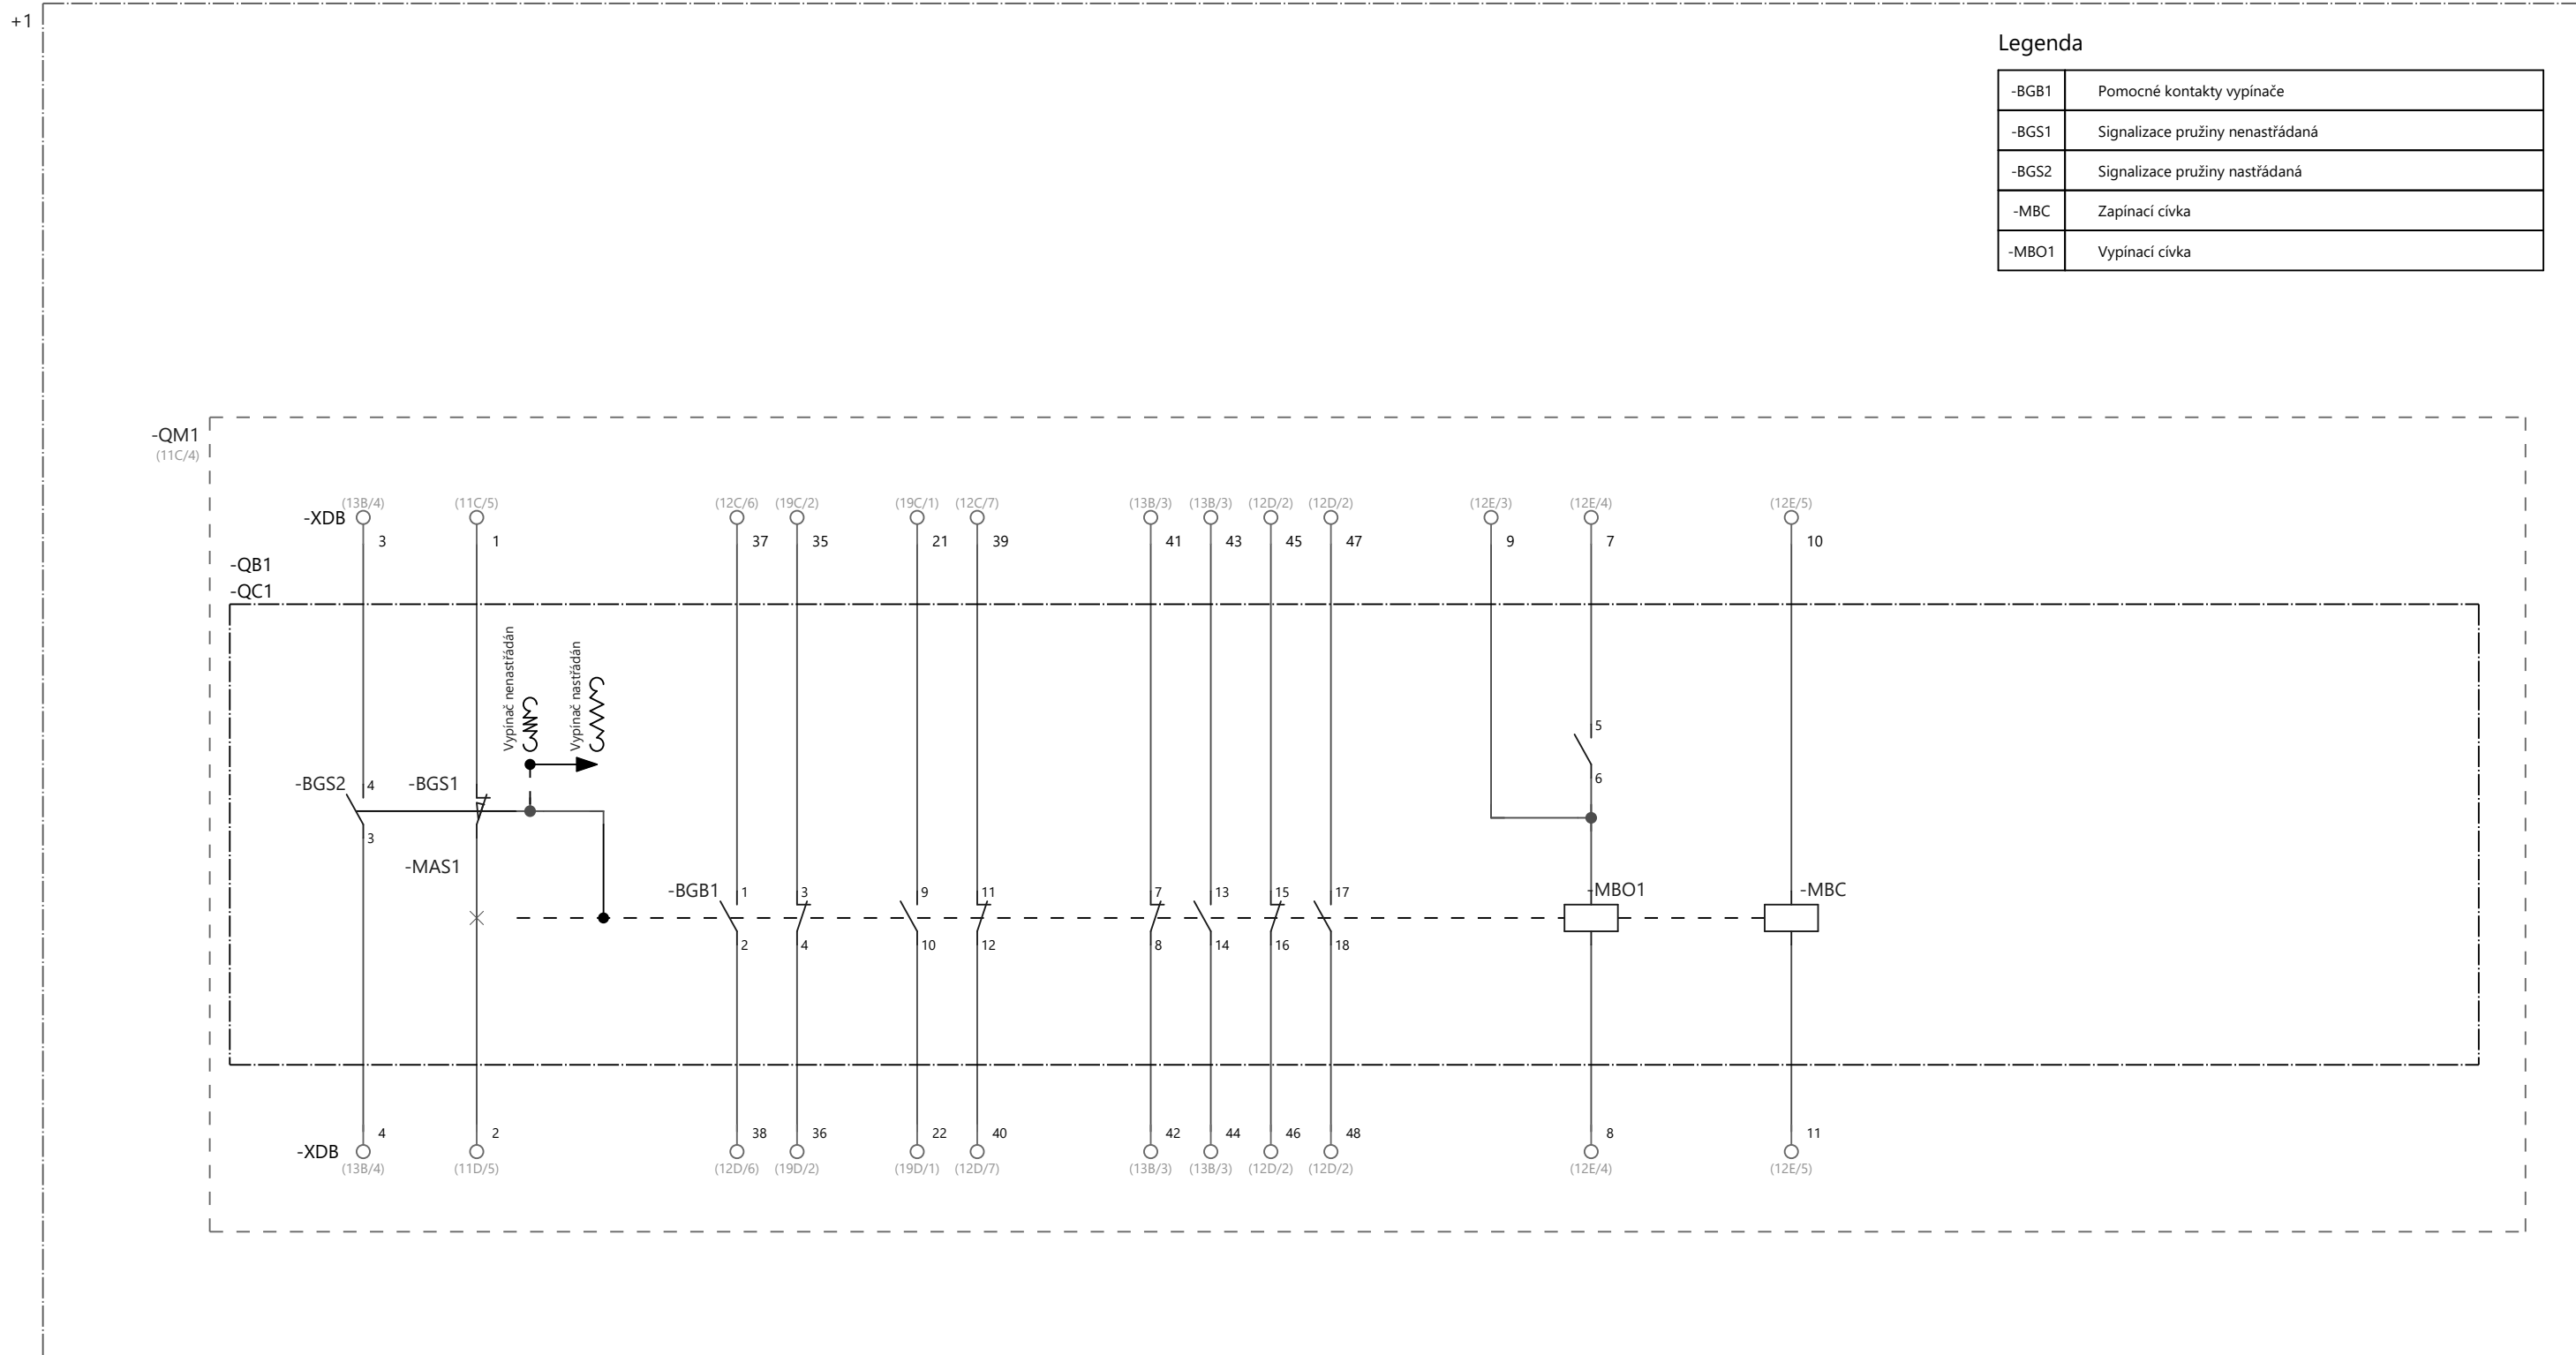 +1
Legenda
-BGB1 Pomocné kontakty vypínače
-BGS1 Signalizace pružiny nenastřádaná
-BGS2 Signalizace pružiny nastřádaná
-MBC Zapínací cívka
-MBO1 Vypínací cívka
-QM1
(11C/4)
(13B/4) (11C/5) (12C/6) (19C/2) (19C/1) (12C/7) (13B/3) (13B/3) (12D/2) (12D/2) (12E/3) (12E/4) (12E/5)
-XDB
3 1 37 35 21 39 41 43 45 47 9 7 10
-QB1
-QC1
Vypínač nenastřádán
Vypínač nastřádán
5
6
-BGS2 4 -BGS1
3
-MAS1
-BGB1 1 3 9 11 7 13 15 17 -MBO1 -MBC
2 4 10 12 8 14 16 18
4 2 38 36 22 40 42 44 46 48 8 11
-XDB
(13B/4) (11D/5) (12D/6) (19D/2) (19D/1) (12D/7) (13B/3) (13B/3) (12D/2) (12D/2) (12E/4) (12E/5)